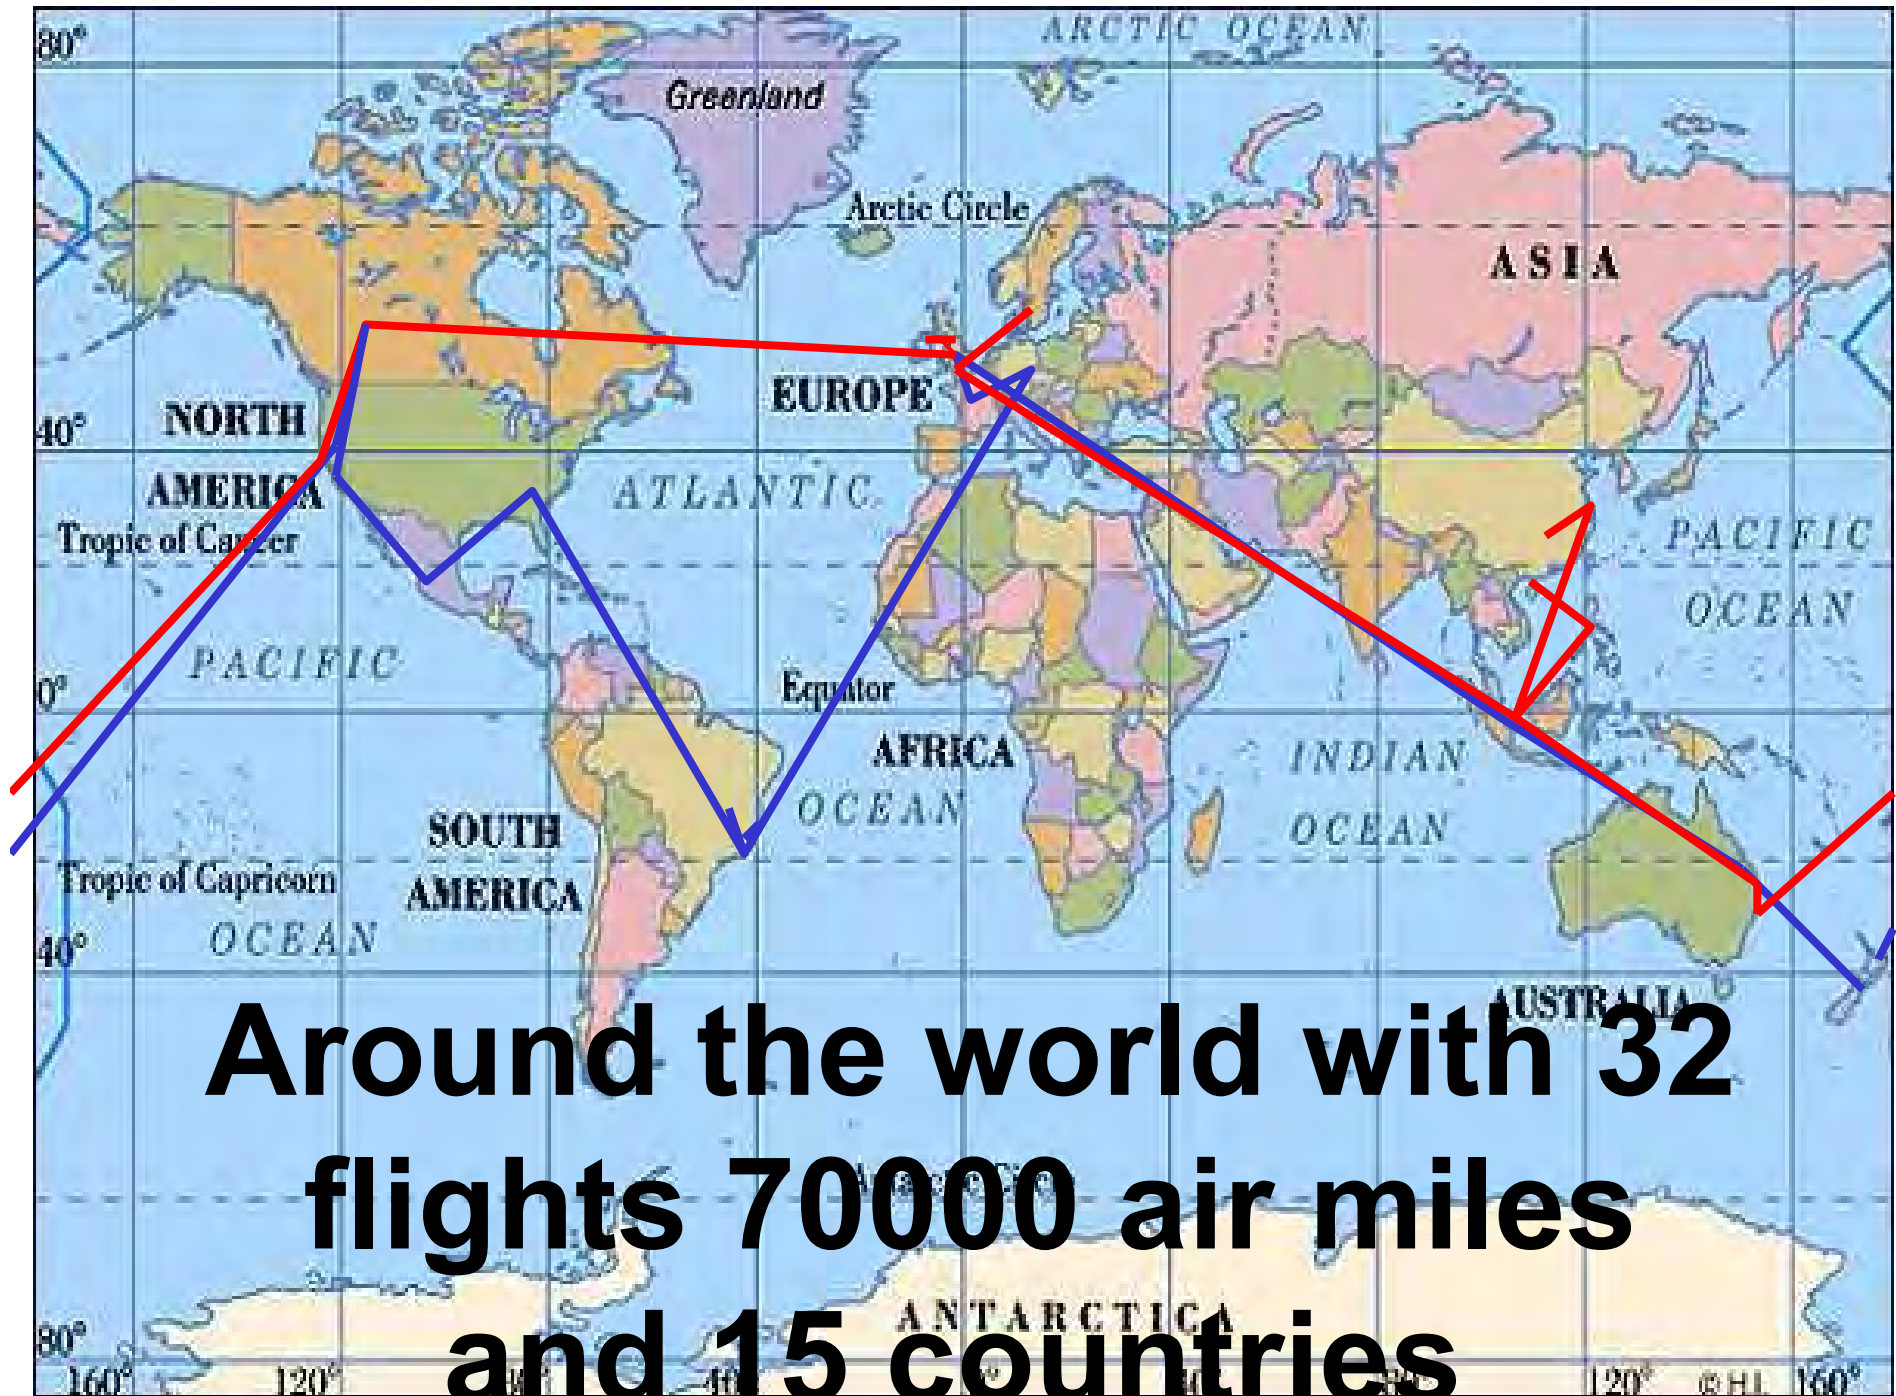 ARCTIC OCEAN
80°
Greenland
Arctic Circle
ASIA
EUROPE
NORTH
40°
AMERICA
ATLANTIC
Tropic of Cancer
PACIFIC
OCEAN
PACIFIC
0°
Equator
AFRICA
INDIAN
OCEAN
OCEAN
SOUTH
Tropic of Capricorn
AMERICA
OCEAN
40°
AUSTRALIA
Around the world with 32
flights 70000 air miles
ANTARCTICA
and 15 countries
80°
160° 120° 120° 160°